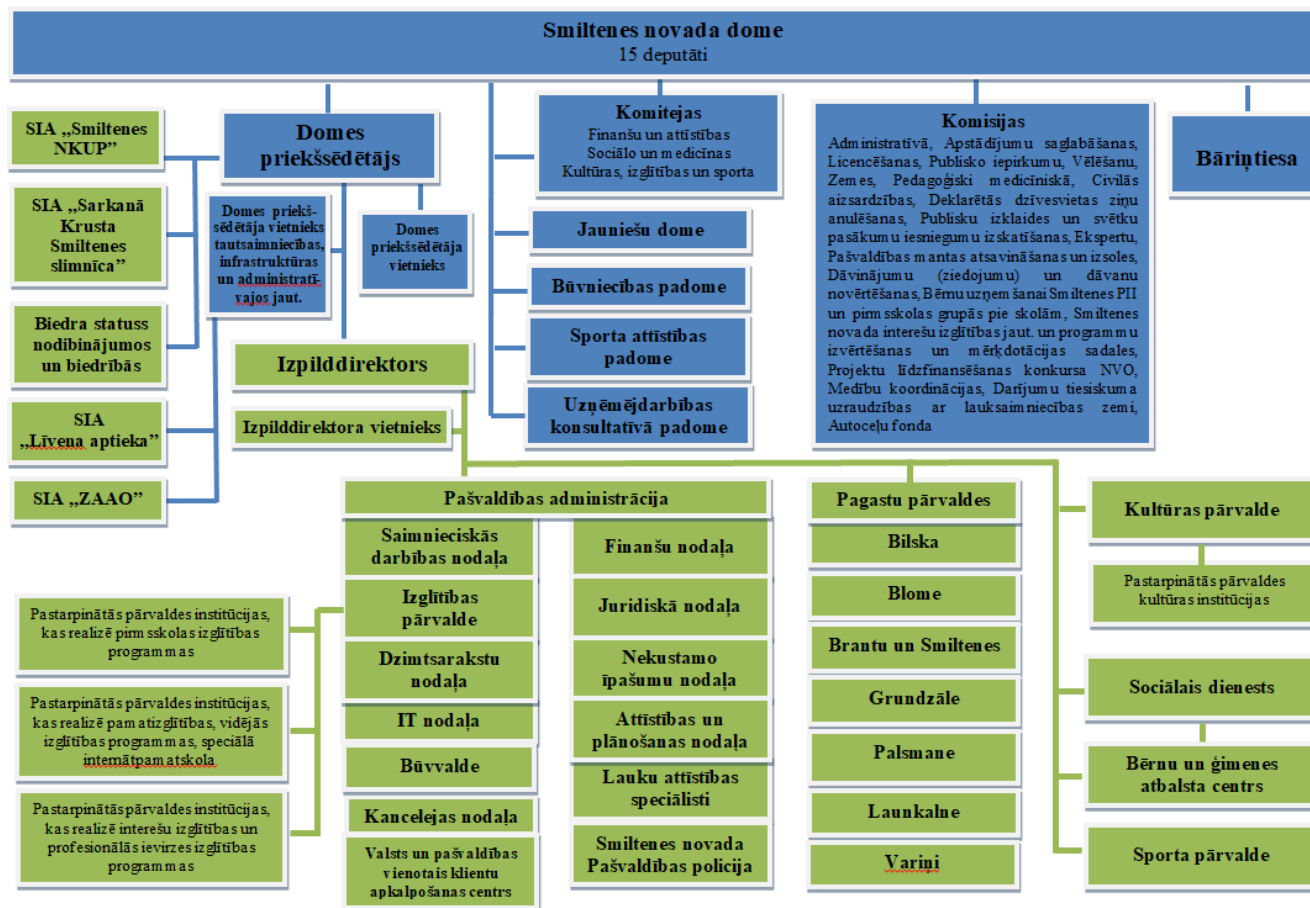 Smiltenes novada dome
15 deputāti
SIA „Smiltenes
NKUP”
SIA „Sarkanā
Krusta
Smiltenes
slimnīca”
Biedra statuss
nodibinājumos
un biedrībās
SIA
„Līvena aptieka”
SIA „ZAAO”
Domes
priekšsēdētājs
Domes priekš-
sēdētāja vietnieks
tautsaimniecības,
infrastruktūras
un administratī-
vajos jaut.
Domes
priekšsēdētāja
vietnieks
Komitejas
Finanšu un attīstības
Sociālo un medicīnas
Kultūras, izglītības un sporta
Jauniešu dome
Būvniecības padome
Sporta attīstības
padome
Uzņēmējdarbības
konsultatīvā padome
Komisijas
Administratīvā, Apstādījumu saglabāšanas,
Licencēšanas, Publisko iepirkumu, Vēlēšanu,
Zemes, Pedagoģiski medicīniskā, Civilās
aizsardzības, Deklarētās dzīvesvietas ziņu
anulēšanas, Publisku izklaides un svētku
pasākumu iesniegumu izskatīšanas, Ekspertu,
Pašvaldības mantas atsavināšanas un izsoles,
Dāvinājumu (ziedojumu) un dāvanu
novērtēšanas, Bērnu uzņemšanai Smiltenes PII
un pirmsskolas grupās pie skolām, Smiltenes
novada interešu izglītības jaut. un programmu
izvērtēšanas un mērķdotācijas sadales,
Projektu līdzfinansēšanas konkursa NVO,
Medību koordinācijas, Darījumu tiesiskuma
uzraudzības ar lauksaimniecības zemi,
Autoceļu fonda
Bāriņtiesa
Izpilddirektors
Izpilddirektora vietnieks
Pašvaldības administrācija
Saimnieciskās
darbības nodaļa
Izglītības
pārvalde
Dzimtsarakstu
nodaļa
IT nodaļa
Būvvalde
Kancelejas nodaļa
Valsts un pašvaldības
vienotais klientu
apkalpošanas centrs
Finanšu nodaļa
Juridiskā nodaļa
Nekustamo
īpašumu nodaļa
Attīstības un
plānošanas nodaļa
Lauku attīstības
speciālisti
Smiltenes novada
Pašvaldības policija
Pastarpinātās pārvaldes institūcijas,
kas realizē pirmsskolas izglītības
programmas
Pastarpinātās pārvaldes institūcijas,
kas realizē pamatizglītības, vidējās
izglītības programmas, speciālā
internātpamatskola
Pastarpinātās pārvaldes institūcijas,
kas realizē interešu izglītības un
profesionālās ievirzes izglītības
programmas
Pagastu pārvaldes
Bilska
Blome
Brantu un Smiltenes
Grundzāle
Palsmane
Launkalne
Variņi
Kultūras pārvalde
Pastarpinātās pārvaldes
kultūras institūcijas
Sociālais dienests
Bērnu un ģimenes
atbalsta centrs
Sporta pārvalde